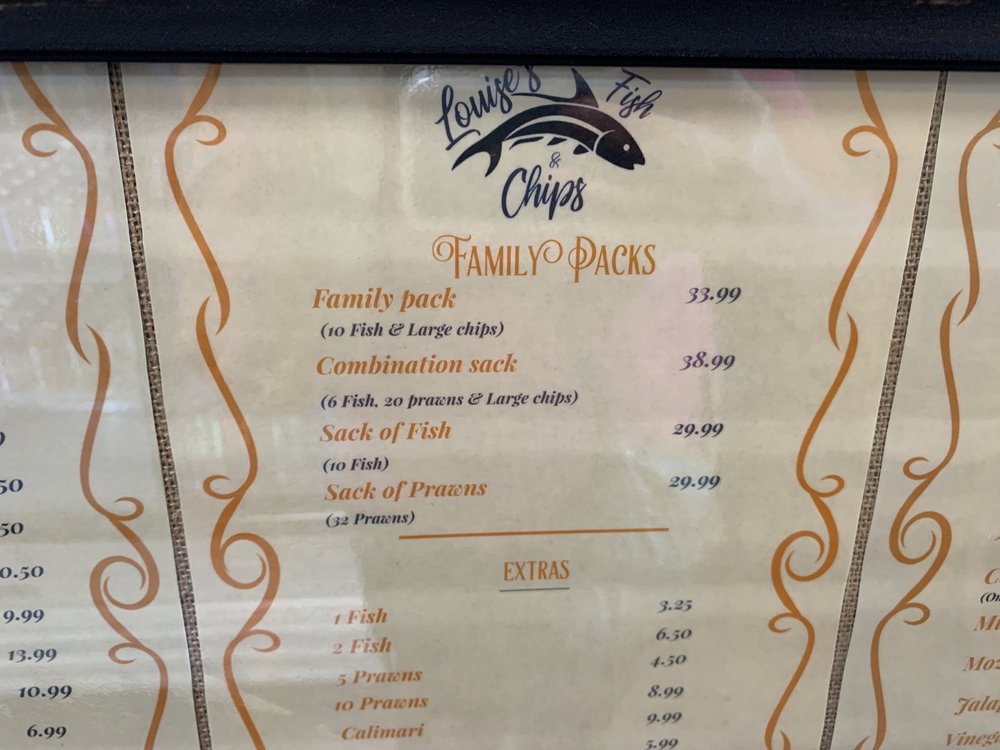 Louise's Fish
&
Chips
Family Packs
Family pack 33.99
(10 Fish & Large chips)
Combination sack 38.99
(6 Fish, 20 prawns & Large chips)
Sack of Fish 29.99
(10 Fish)
Sack of Prawns 29.99
(32 Prawns)
EXTRAS
1 Fish 3.25
2 Fish 6.50
5 Prawns 4.50
10 Prawns 8.99
Calimari 9.99
5.99
50
50
0.50
9.99
13.99
10.99
6.99